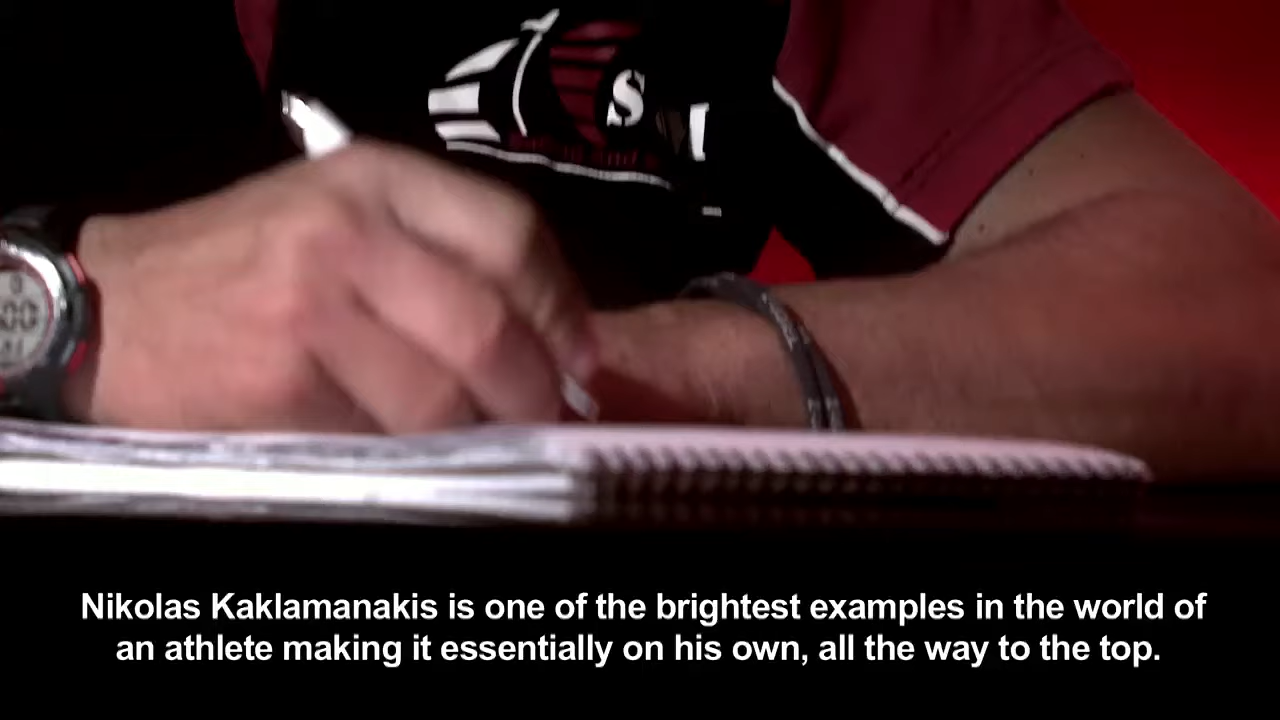 S
00
Nikolas Kaklamanakis is one of the brightest examples in the world of
an athlete making it essentially on his own, all the way to the top.